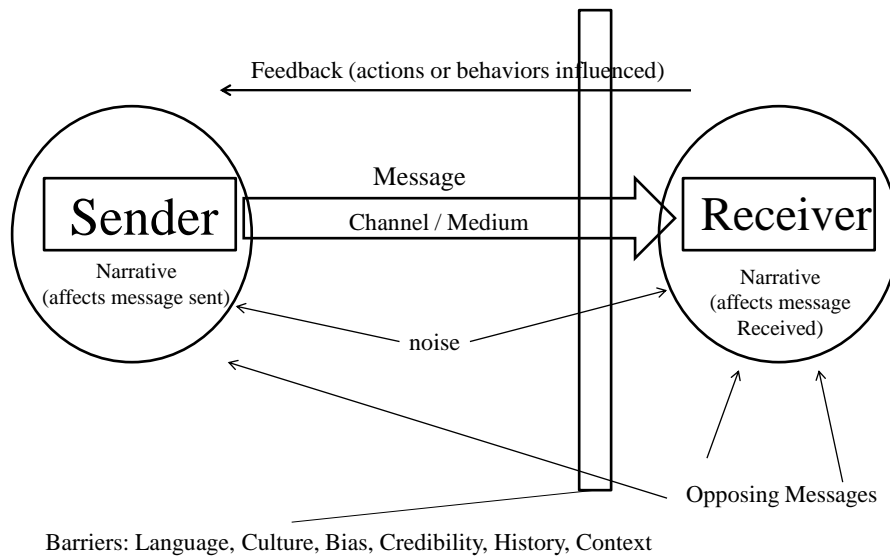 Feedback (actions or behaviors influenced)
Message
Sender
Channel / Medium
Receiver
Narrative
(affects message sent)
Narrative
(affects message
Received)
noise
Opposing Messages
Barriers: Language, Culture, Bias, Credibility, History, Context